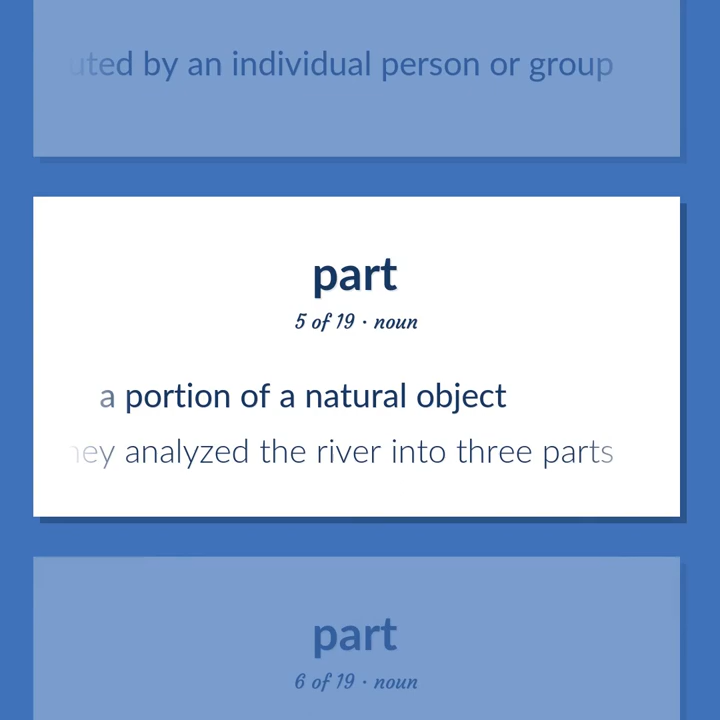 by an individual person or group
part
5 of 19 · noun
a portion of a natural object
analyzed the river into three parts
part
6 of 19 · noun